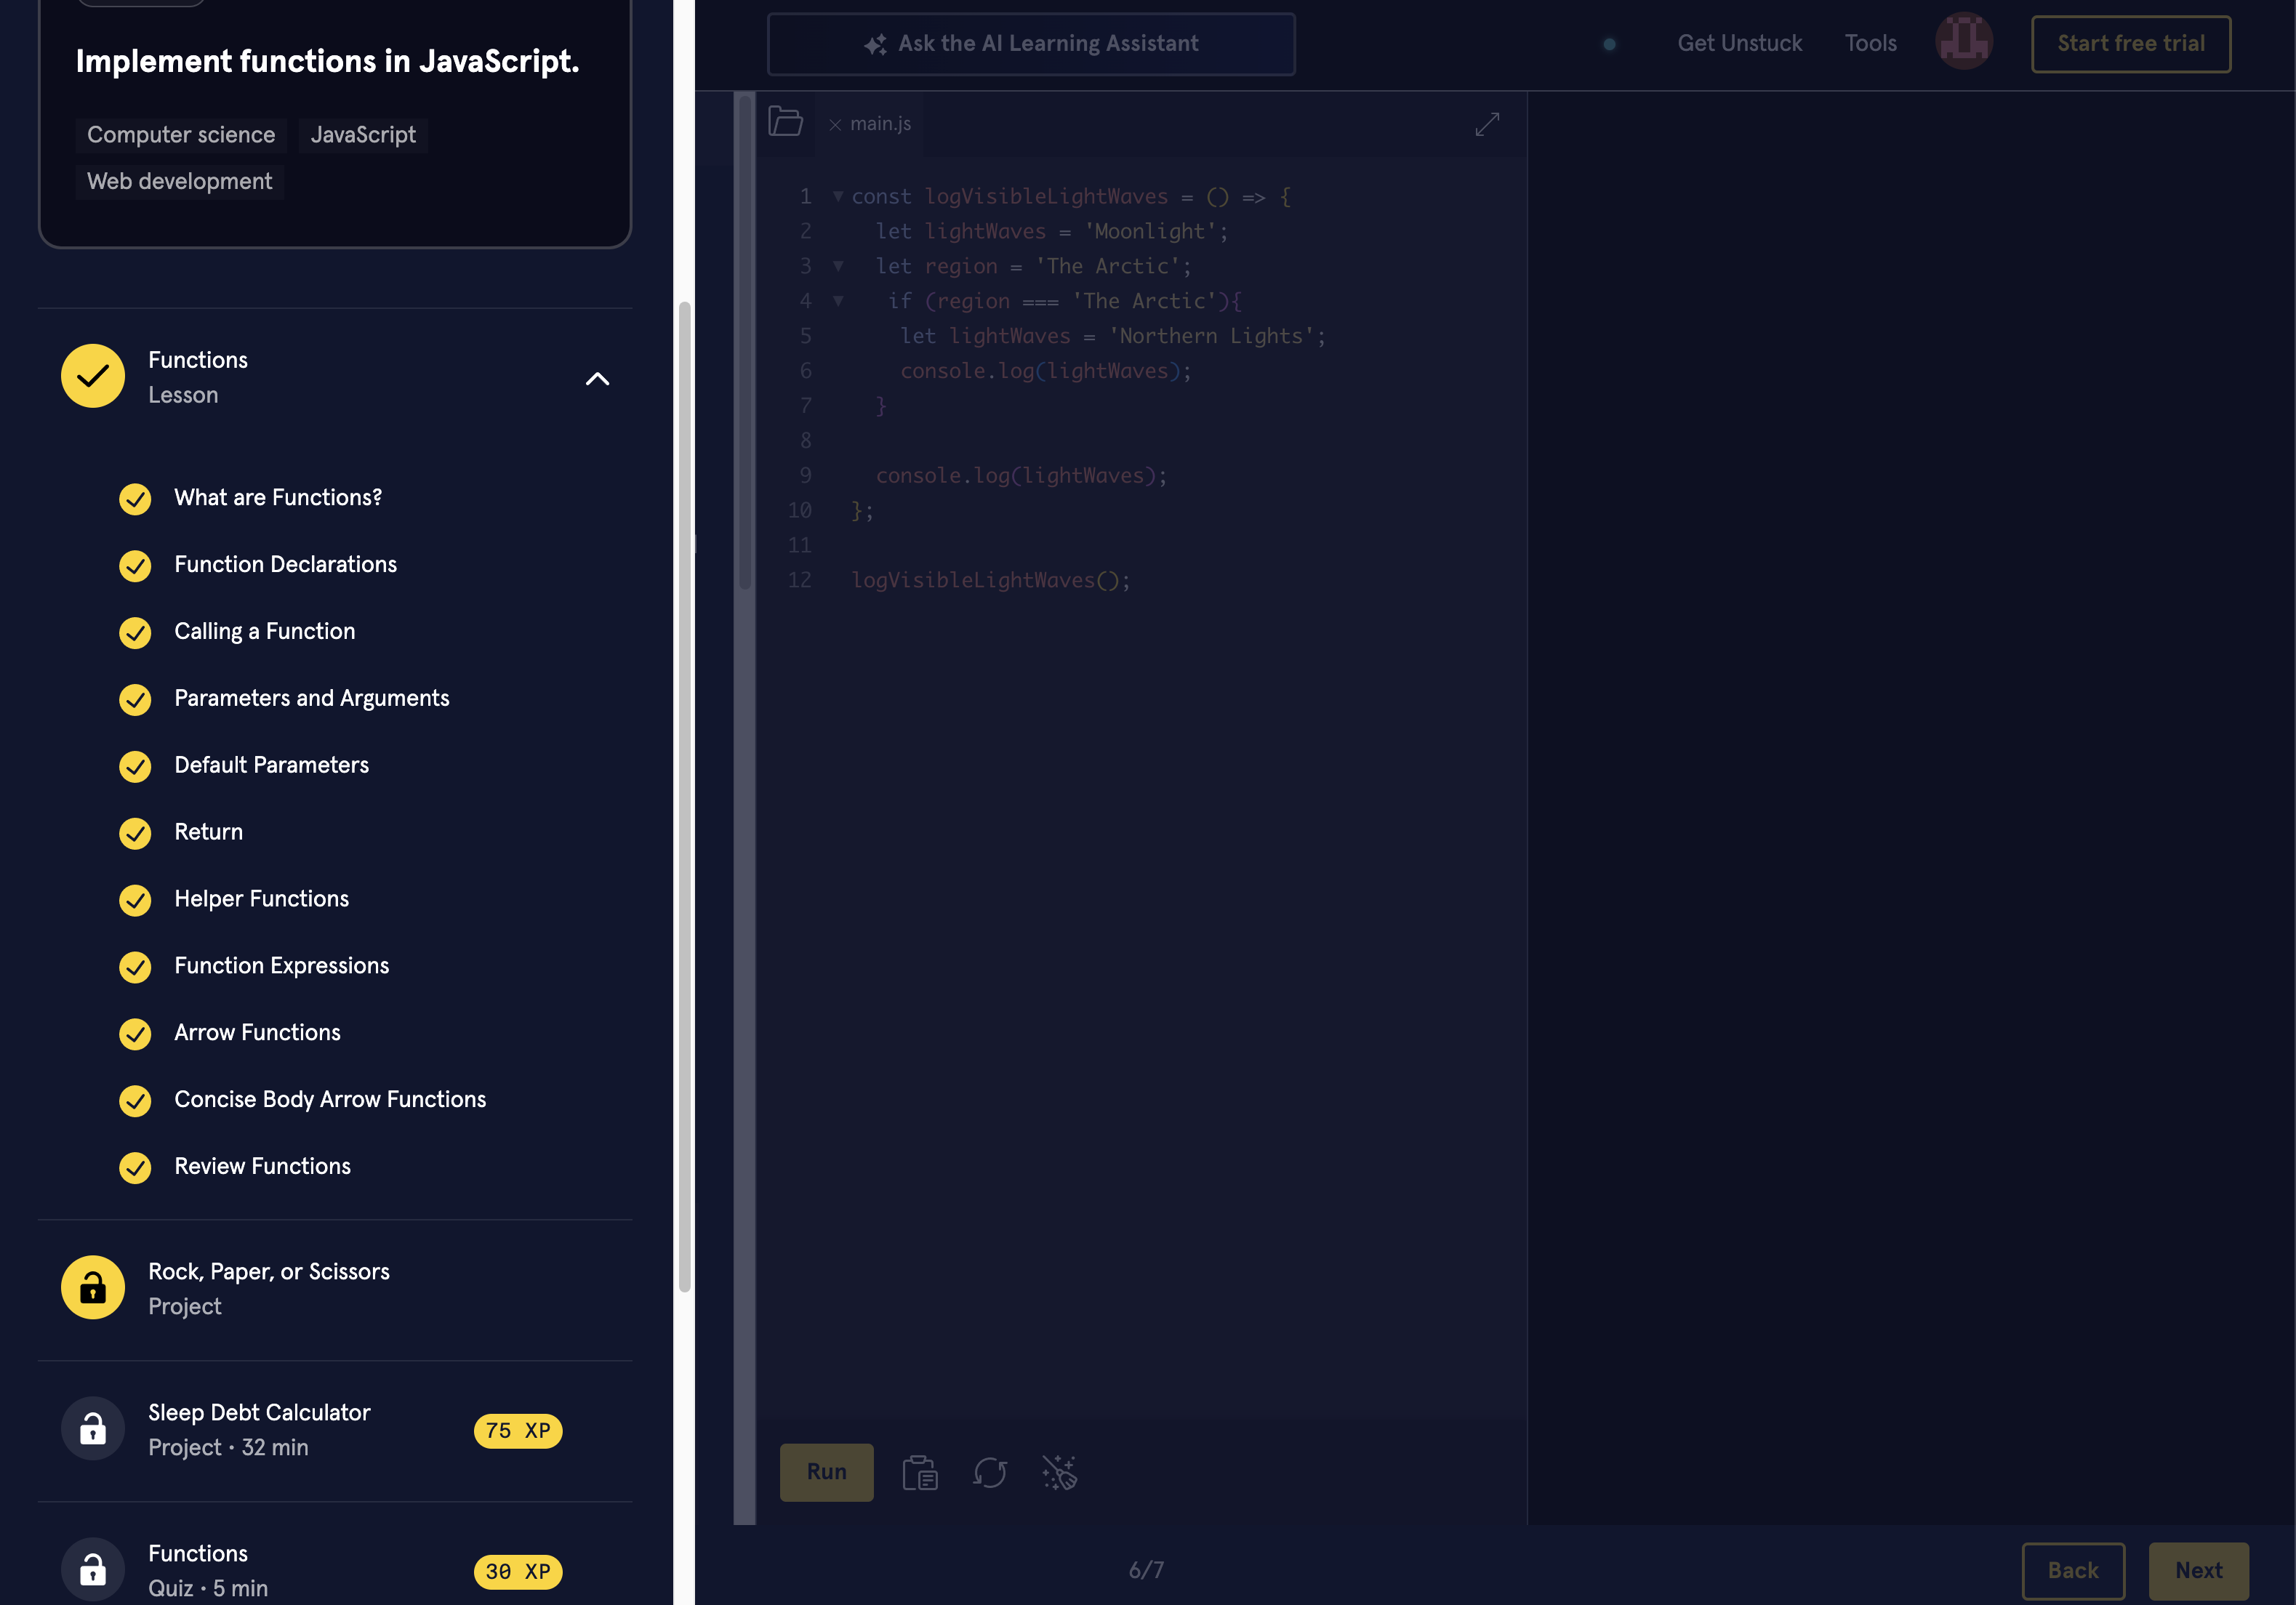 Implement functions in JavaScript.
Computer science
JavaScript
Web development
Functions
Lesson
What are Functions?
Function Declarations
Calling a Function
Parameters and Arguments
Default Parameters
Return
Helper Functions
Function Expressions
Arrow Functions
Concise Body Arrow Functions
Review Functions
Rock, Paper, or Scissors
Project
Sleep Debt Calculator
Project • 32 min
75 XP
Functions
Quiz • 5 min
30 XP
Ask the AI Learning Assistant
Get Unstuck
Tools
Start free trial
main.js
1 const logVisibleLightWaves = () => {
2   let lightWaves = 'Moonlight';
3   let region = 'The Arctic';
4    if (region === 'The Arctic'){
5     let lightWaves = 'Northern Lights';
6     console.log(lightWaves);
7   }
8
9   console.log(lightWaves);
10 };
11
12 logVisibleLightWaves();
Run
6/7
Back
Next